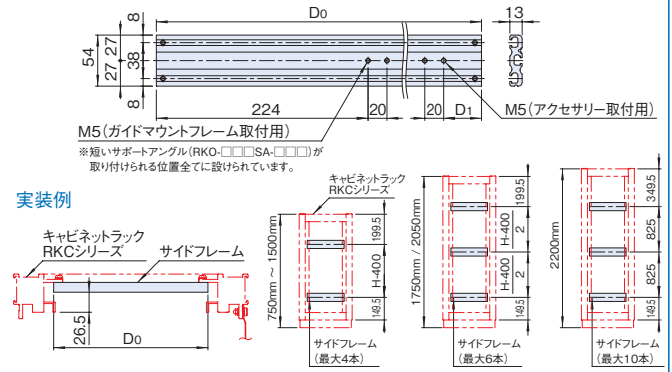 D0
13
8
27
54
38
27
8
224
20
20
D1
M5(ガイドマウントフレーム取付用)
M5(アクセサリー取付用)
※短いサポートアングル(RKO-□□□SA-□□□)が
取り付けられる位置全てに設けられています。
実装例
キャビネットラック
RKCシリーズ
サイドフレーム
26.5
D0
キャビネットラック
RKCシリーズ
750mm ~ 1500mm
199.5
H-400
149.5
サイドフレーム
(最大4本)
1750mm / 2050mm
199.5
H-400
2
H-400
2
149.5
サイドフレーム
(最大6本)
2200mm
349.5
825
825
149.5
サイドフレーム
(最大10本)